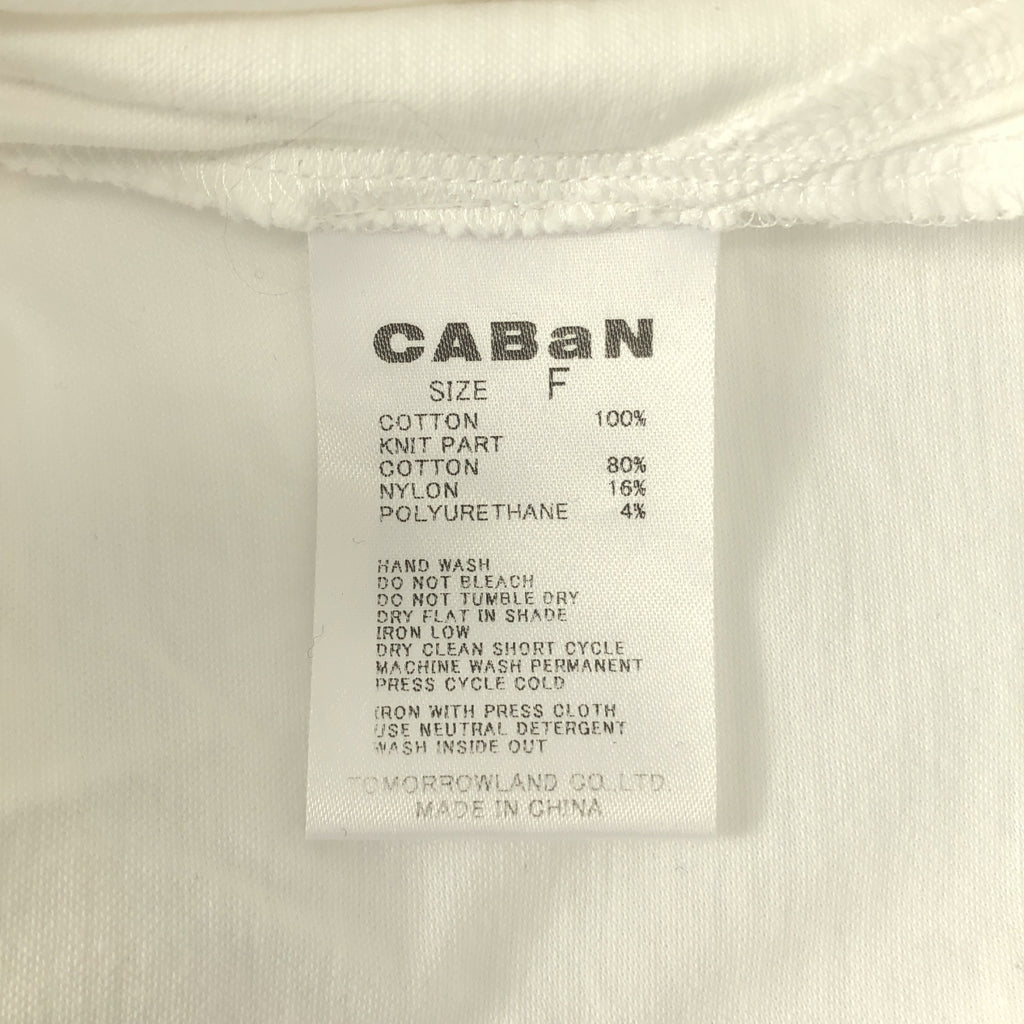 CABaN
SIZE F
COTTON 100%
KNIT PART
COTTON 80%
NYLON 16%
POLYURETHANE 4%
HAND WASH
DO NOT BLEACH
DO NOT TUMBLE DRY
DRY FLAT IN SHADE
IRON LOW
DRY CLEAN SHORT CYCLE
MACHINE WASH PERMANENT
PRESS CYCLE COLD
IRON WITH PRESS CLOTH
USE NEUTRAL DETERGENT
WASH INSIDE OUT
TOMORROWLAND CO.,LTD.
MADE IN CHINA